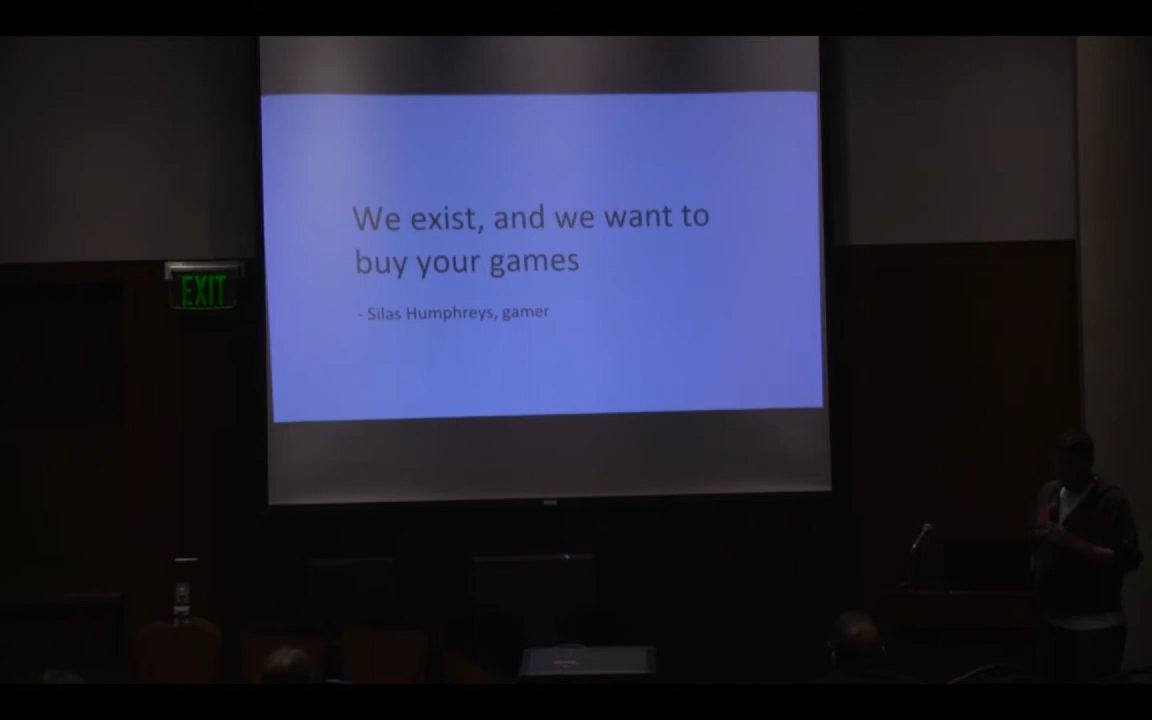 We exist, and we want to
buy your games
- Silas Humphreys, gamer
EXIT